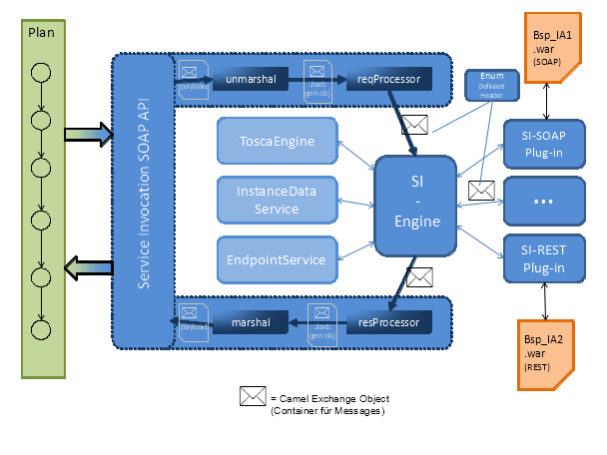 Plan
Service Invocation SOAP API
payload
unmarshal
Jaxb
gen obj
reqProcessor
Enum
Definiert
Header
Bsp_IA1
.war
(SOAP)
ToscaEngine
InstanceData
Service
EndpointService
SI
-
Engine
SI-SOAP
Plug-in
...
SI-REST
Plug-in
payload
marshal
Jaxb
gen obj
resProcessor
Bsp_IA2
.war
(REST)
= Camel Exchange Object
(Container für Messages)